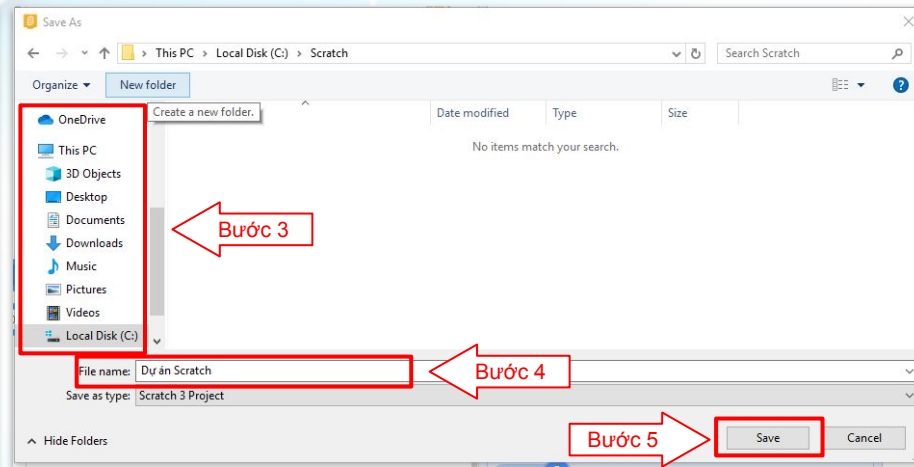 Save As
This PC > Local Disk (C:) > Scratch
Search Scratch
Organize
New folder
Create a new folder.
Date modified
Type
Size
No items match your search.
OneDrive
This PC
3D Objects
Desktop
Documents
Downloads
Music
Pictures
Videos
Local Disk (C:)
Bước 3
File name: Dự án Scratch
Bước 4
Save as type: Scratch 3 Project
Hide Folders
Bước 5
Save
Cancel